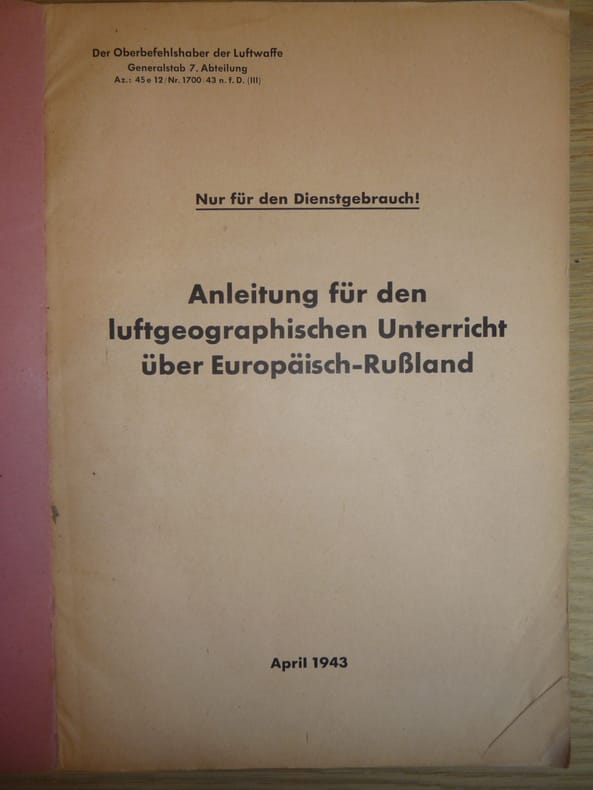 Der Oberbefehlshaber der Luftwaffe
Generalstab 7. Abteilung
Az.: 45 e 12/Nr. 1700/43 n. f. D. (III)
Nur für den Dienstgebrauch!
Anleitung für den
luftgeographischen Unterricht
über Europäisch-Rußland
April 1943